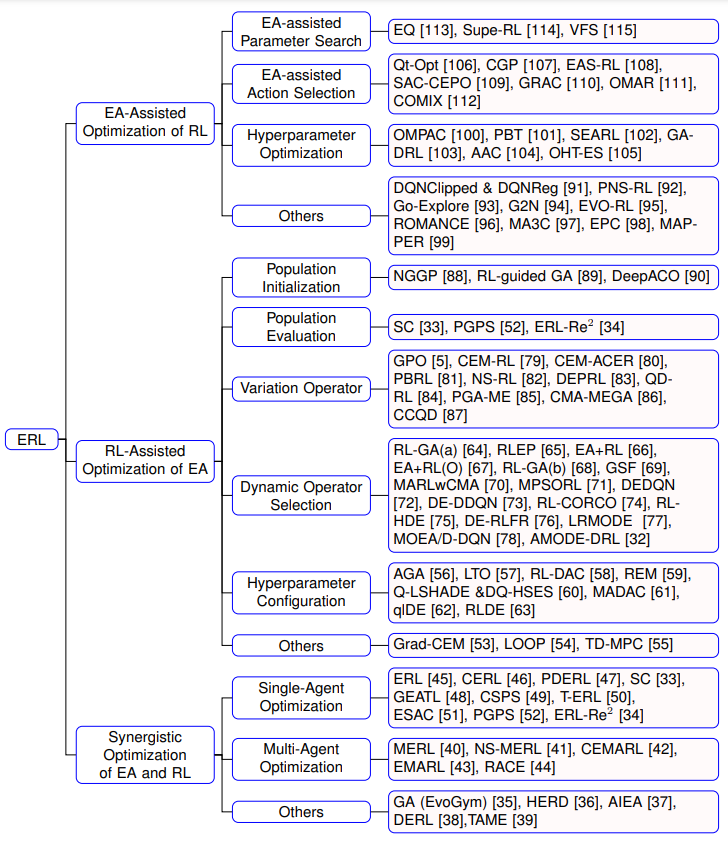 ERL
EA-Assisted
Optimization of RL
EA-assisted
Parameter Search
EQ [113], Supe-RL [114], VFS [115]
EA-assisted
Action Selection
Qt-Opt [106], CGP [107], EAS-RL [108],
SAC-CEPO [109], GRAC [110], OMAR [111],
COMIX [112]
Hyperparameter
Optimization
OMPAC [100], PBT [101], SEARL [102], GA-
DRL [103], AAC [104], OHT-ES [105]
Others
DQNClipped & DQNReg [91], PNS-RL [92],
Go-Explore [93], G2N [94], EVO-RL [95],
ROMANCE [96], MA3C [97], EPC [98], MAP-
PER [99]
RL-Assisted
Optimization of EA
Population
Initialization
NGGP [88], RL-guided GA [89], DeepACO [90]
Population
Evaluation
SC [33], PGPS [52], ERL-Re² [34]
Variation Operator
GPO [5], CEM-RL [79], CEM-ACER [80],
PBRL [81], NS-RL [82], DEPRL [83], QD-
RL [84], PGA-ME [85], CMA-MEGA [86],
CCQD [87]
Dynamic Operator
Selection
RL-GA(a) [64], RLEP [65], EA+RL [66],
EA+RL(O) [67], RL-GA(b) [68], GSF [69],
MARLwCMA [70], MPSORL [71], DEDQN
[72], DE-DDQN [73], RL-CORCO [74], RL-
HDE [75], DE-RLFR [76], LRMODE [77],
MOEA/D-DQN [78], AMODE-DRL [32]
Hyperparameter
Configuration
AGA [56], LTO [57], RL-DAC [58], REM [59],
Q-LSHADE &DQ-HSES [60], MADAC [61],
qlDE [62], RLDE [63]
Others
Grad-CEM [53], LOOP [54], TD-MPC [55]
Synergistic
Optimization
of EA and RL
Single-Agent
Optimization
ERL [45], CERL [46], PDERL [47], SC [33],
GEATL [48], CSPS [49], T-ERL [50],
ESAC [51], PGPS [52], ERL-Re² [34]
Multi-Agent
Optimization
MERL [40], NS-MERL [41], CEMARL [42],
EMARL [43], RACE [44]
Others
GA (EvoGym) [35], HERD [36], AIEA [37],
DERL [38],TAME [39]